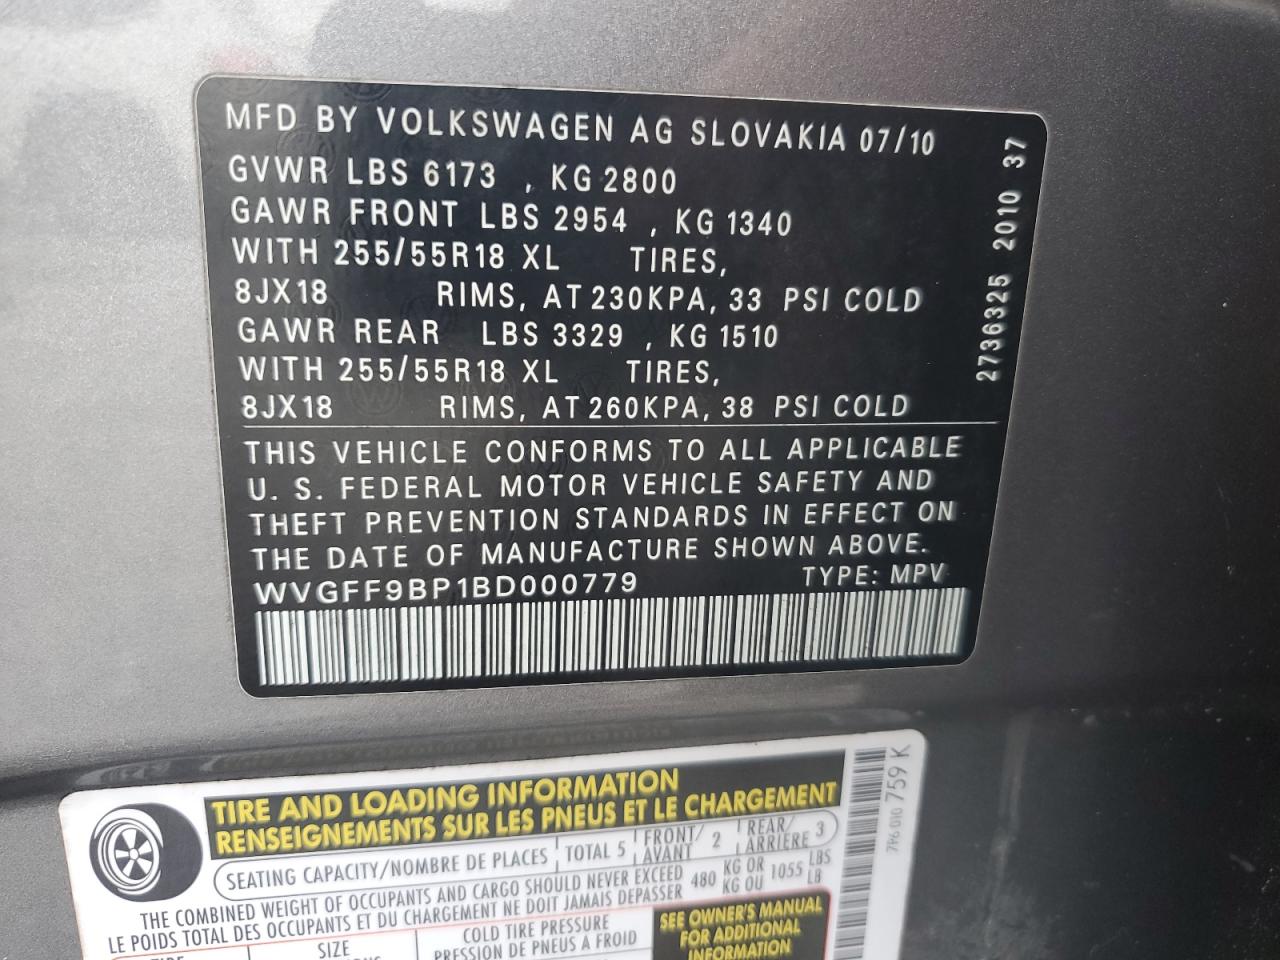 MFD BY VOLKSWAGEN AG SLOVAKIA 07/10
GVWR LBS 6173 , KG 2800
GAWR FRONT LBS 2954 , KG 1340
WITH 255/55R18 XL TIRES,
8JX18 RIMS, AT 230KPA, 33 PSI COLD
GAWR REAR LBS 3329 , KG 1510
WITH 255/55R18 XL TIRES,
8JX18 RIMS, AT 260KPA, 38 PSI COLD
2736325 2010 37
THIS VEHICLE CONFORMS TO ALL APPLICABLE
U. S. FEDERAL MOTOR VEHICLE SAFETY AND
THEFT PREVENTION STANDARDS IN EFFECT ON
THE DATE OF MANUFACTURE SHOWN ABOVE.
WVGFF9BP1BD000779 TYPE: MPV
TIRE AND LOADING INFORMATION
RENSEIGNEMENTS SUR LES PNEUS ET LE CHARGEMENT
SEATING CAPACITY/NOMBRE DE PLACES TOTAL 5 FRONT/ AVANT 2 REAR/ ARRIÈRE 3
THE COMBINED WEIGHT OF OCCUPANTS AND CARGO SHOULD NEVER EXCEED 480 KG OR 1055 LBS
LE POIDS TOTAL DES OCCUPANTS ET DU CHARGEMENT NE DOIT JAMAIS DEPASSER KG OU LB
SIZE
COLD TIRE PRESSURE
PRESSION DE PNEUS À FROID
SEE OWNER'S MANUAL
FOR ADDITIONAL
INFORMATION
7P6 010 759 K